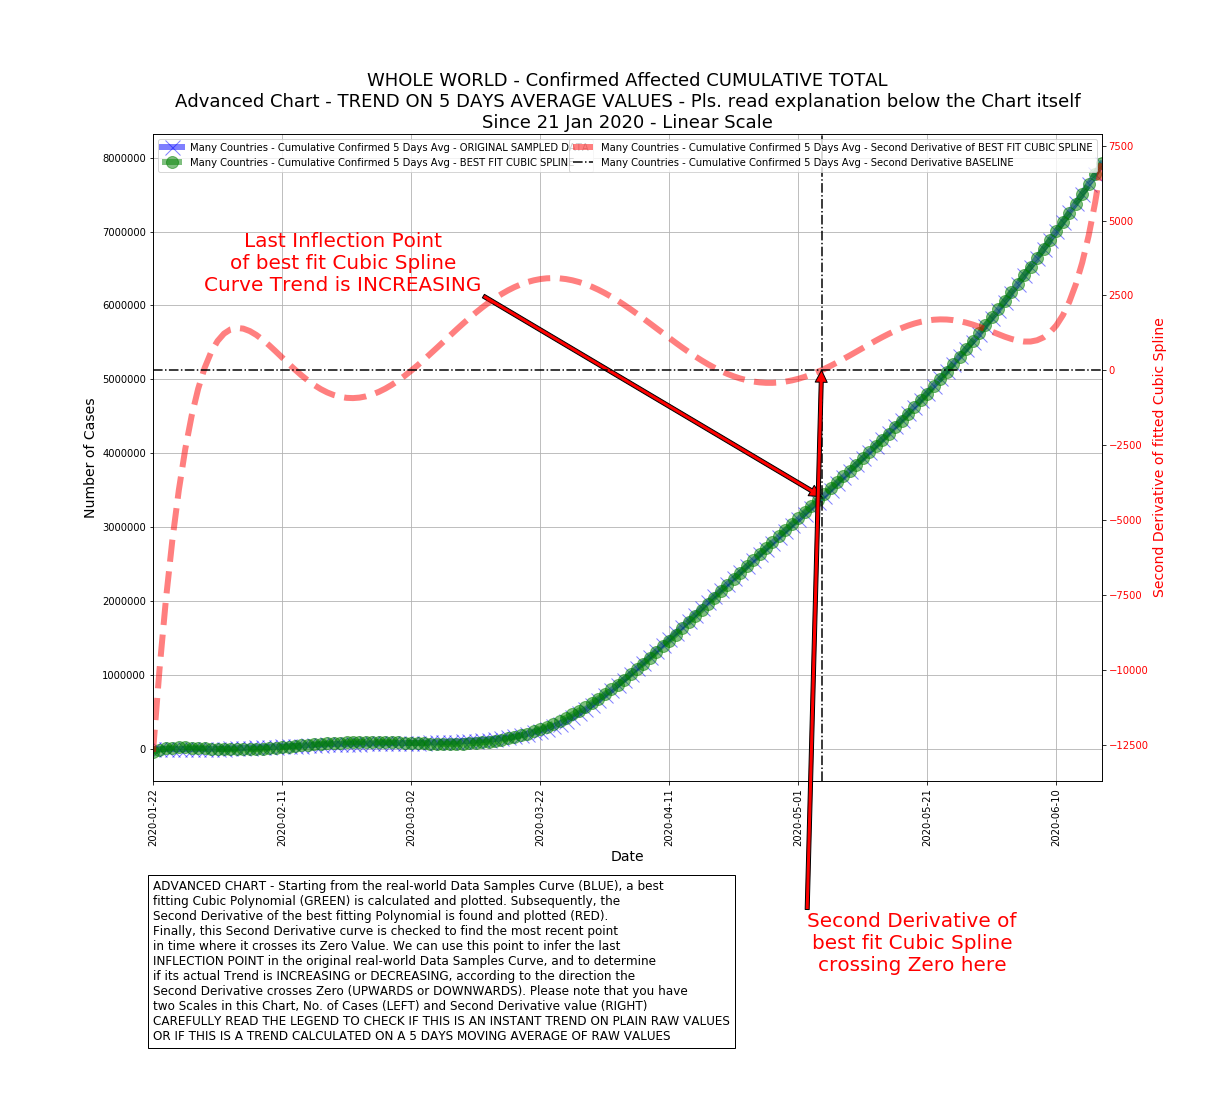 WHOLE WORLD - Confirmed Affected CUMULATIVE TOTAL
Advanced Chart - TREND ON 5 DAYS AVERAGE VALUES - Pls. read explanation below the Chart itself
Since 21 Jan 2020 - Linear Scale
Many Countries - Cumulative Confirmed 5 Days Avg - ORIGINAL SAMPLED DATA
Many Countries - Cumulative Confirmed 5 Days Avg - BEST FIT CUBIC SPLIN
Many Countries - Cumulative Confirmed 5 Days Avg - Second Derivative of BEST FIT CUBIC SPLINE
Many Countries - Cumulative Confirmed 5 Days Avg - Second Derivative BASELINE
Last Inflection Point
of best fit Cubic Spline
Curve Trend is INCREASING
Number of Cases
8000000
7000000
6000000
5000000
4000000
3000000
2000000
1000000
0
7500
5000
2500
0
−2500
−5000
−7500
−10000
−12500
Second Derivative of fitted Cubic Spline
2020-01-22
2020-02-11
2020-03-02
2020-03-22
2020-04-11
2020-05-01
2020-05-21
2020-06-10
Date
ADVANCED CHART - Starting from the real-world Data Samples Curve (BLUE), a best
fitting Cubic Polynomial (GREEN) is calculated and plotted. Subsequently, the
Second Derivative of the best fitting Polynomial is found and plotted (RED).
Finally, this Second Derivative curve is checked to find the most recent point
in time where it crosses its Zero Value. We can use this point to infer the last
INFLECTION POINT in the original real-world Data Samples Curve, and to determine
if its actual Trend is INCREASING or DECREASING, according to the direction the
Second Derivative crosses Zero (UPWARDS or DOWNWARDS). Please note that you have
two Scales in this Chart, No. of Cases (LEFT) and Second Derivative value (RIGHT)
CAREFULLY READ THE LEGEND TO CHECK IF THIS IS AN INSTANT TREND ON PLAIN RAW VALUES
OR IF THIS IS A TREND CALCULATED ON A 5 DAYS MOVING AVERAGE OF RAW VALUES
Second Derivative of
best fit Cubic Spline
crossing Zero here